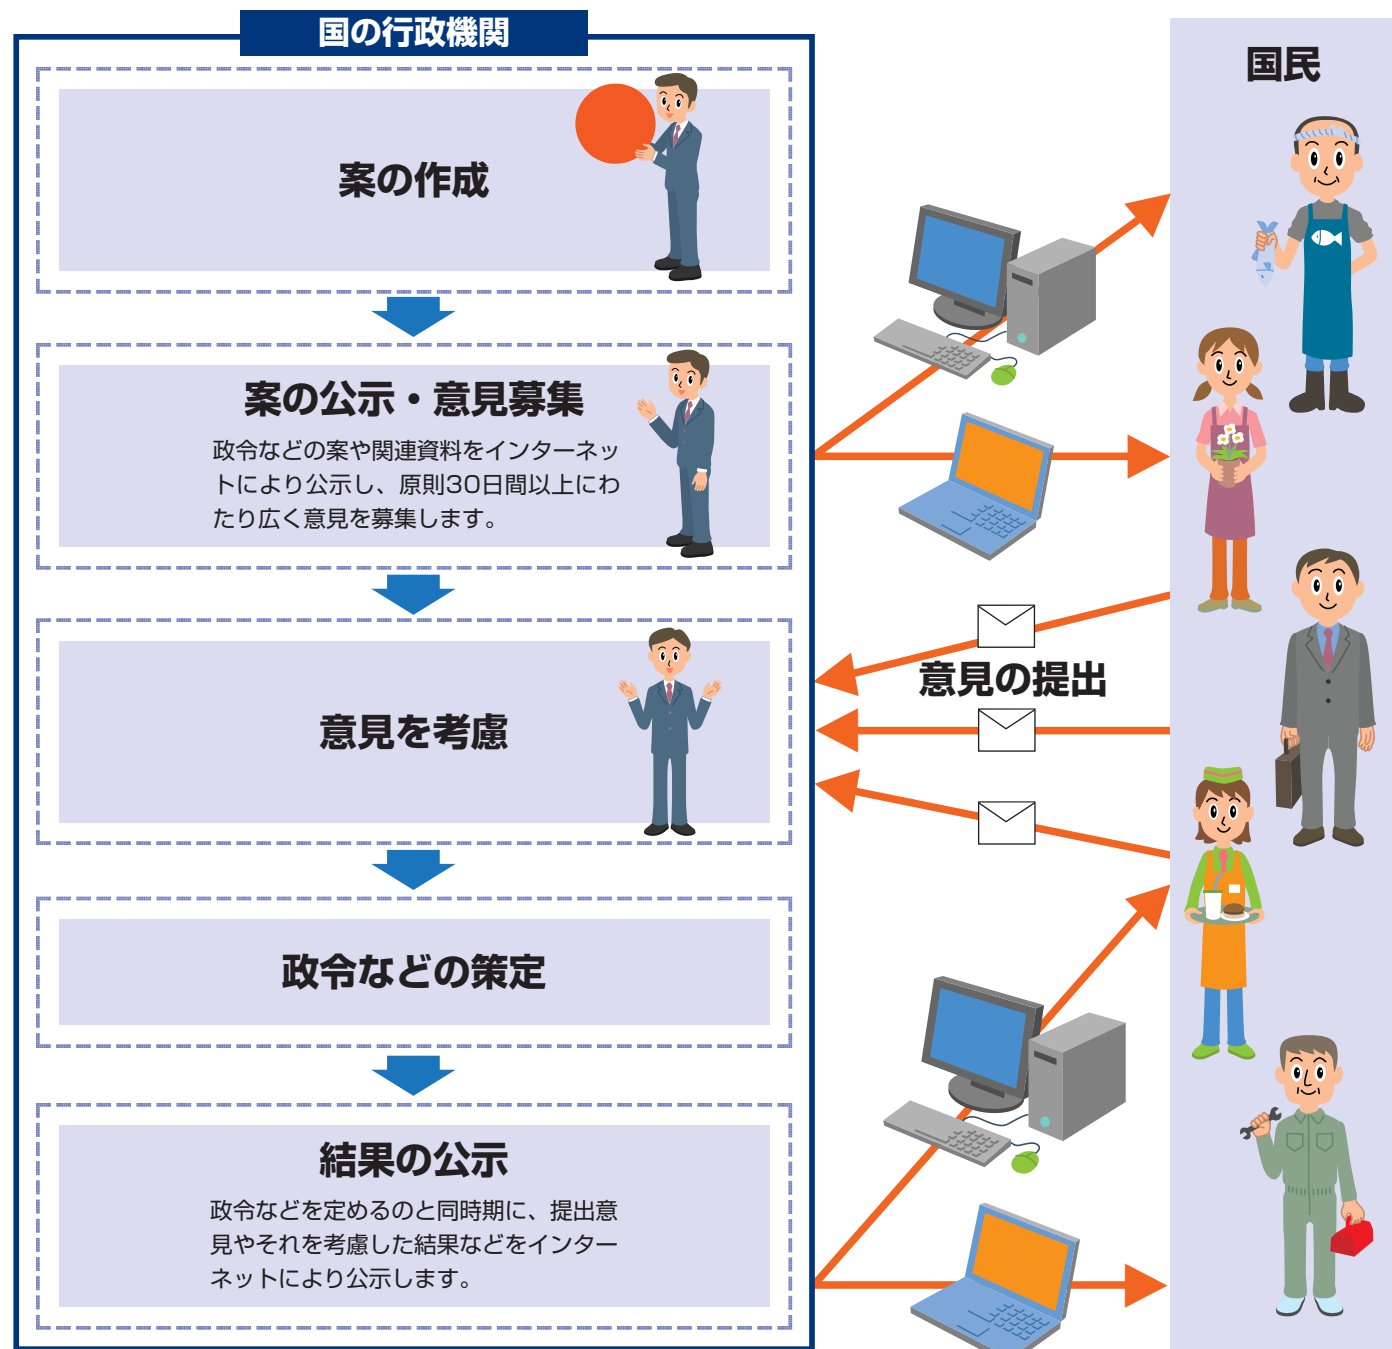 国の行政機関
国民
案の作成
案の公示・意見募集
政令などの案や関連資料をインターネッ
トにより公示し、原則30日間以上にわ
たり広く意見を募集します。
意見の提出
意見を考慮
政令などの策定
結果の公示
政令などを定めるのと同時期に、提出意
見やそれを考慮した結果などをインター
ネットにより公示します。